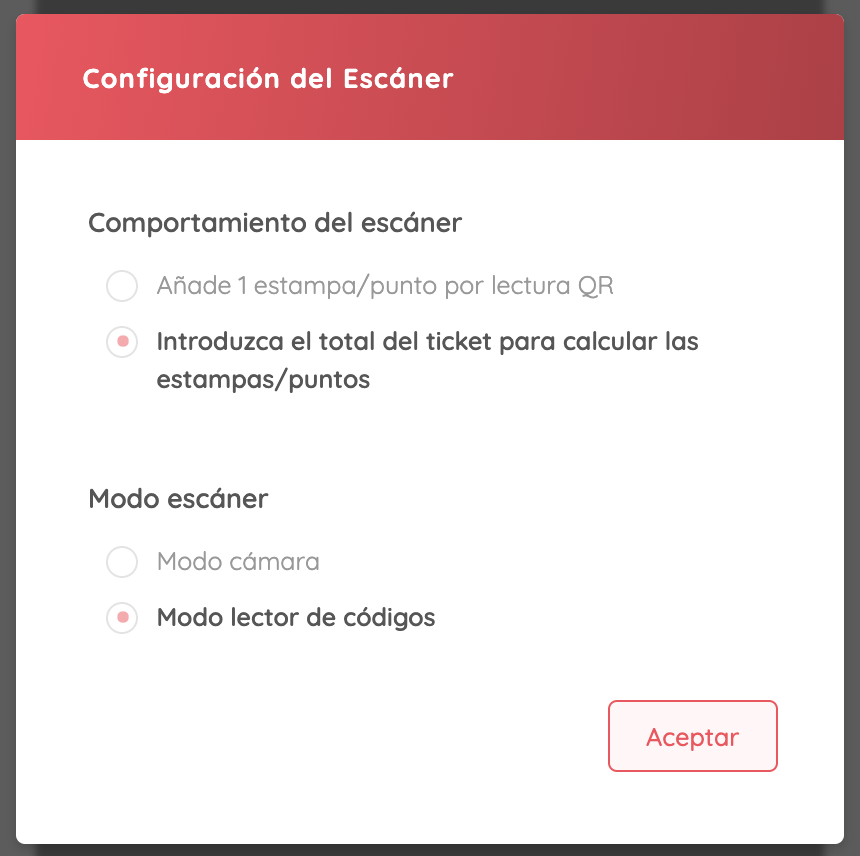 Configuración del Escáner
Comportamiento del escáner
Añade 1 estampa/punto por lectura QR
Introduzca el total del ticket para calcular las
estampas/puntos
Modo escáner
Modo cámara
Modo lector de códigos
Aceptar